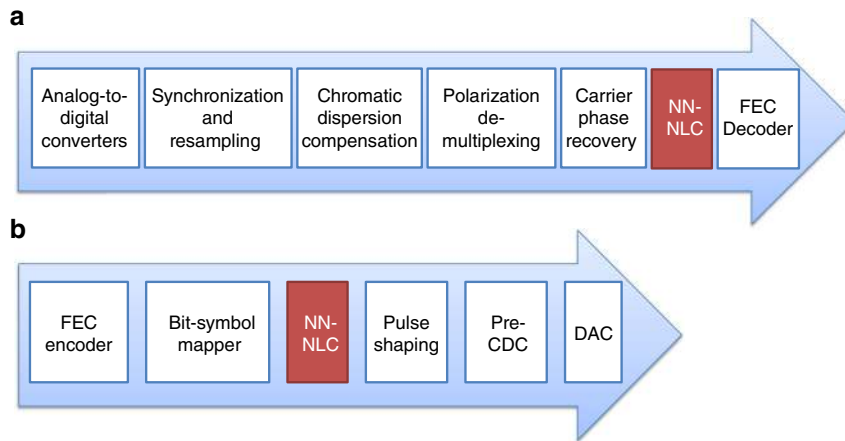 a
Analog-to-
digital
converters
Synchronization
and
resampling
Chromatic
dispersion
compensation
Polarization
de-
multiplexing
Carrier
phase
recovery
NN-
NLC
FEC
Decoder
b
FEC
encoder
Bit-symbol
mapper
NN-
NLC
Pulse
shaping
Pre-
CDC
DAC